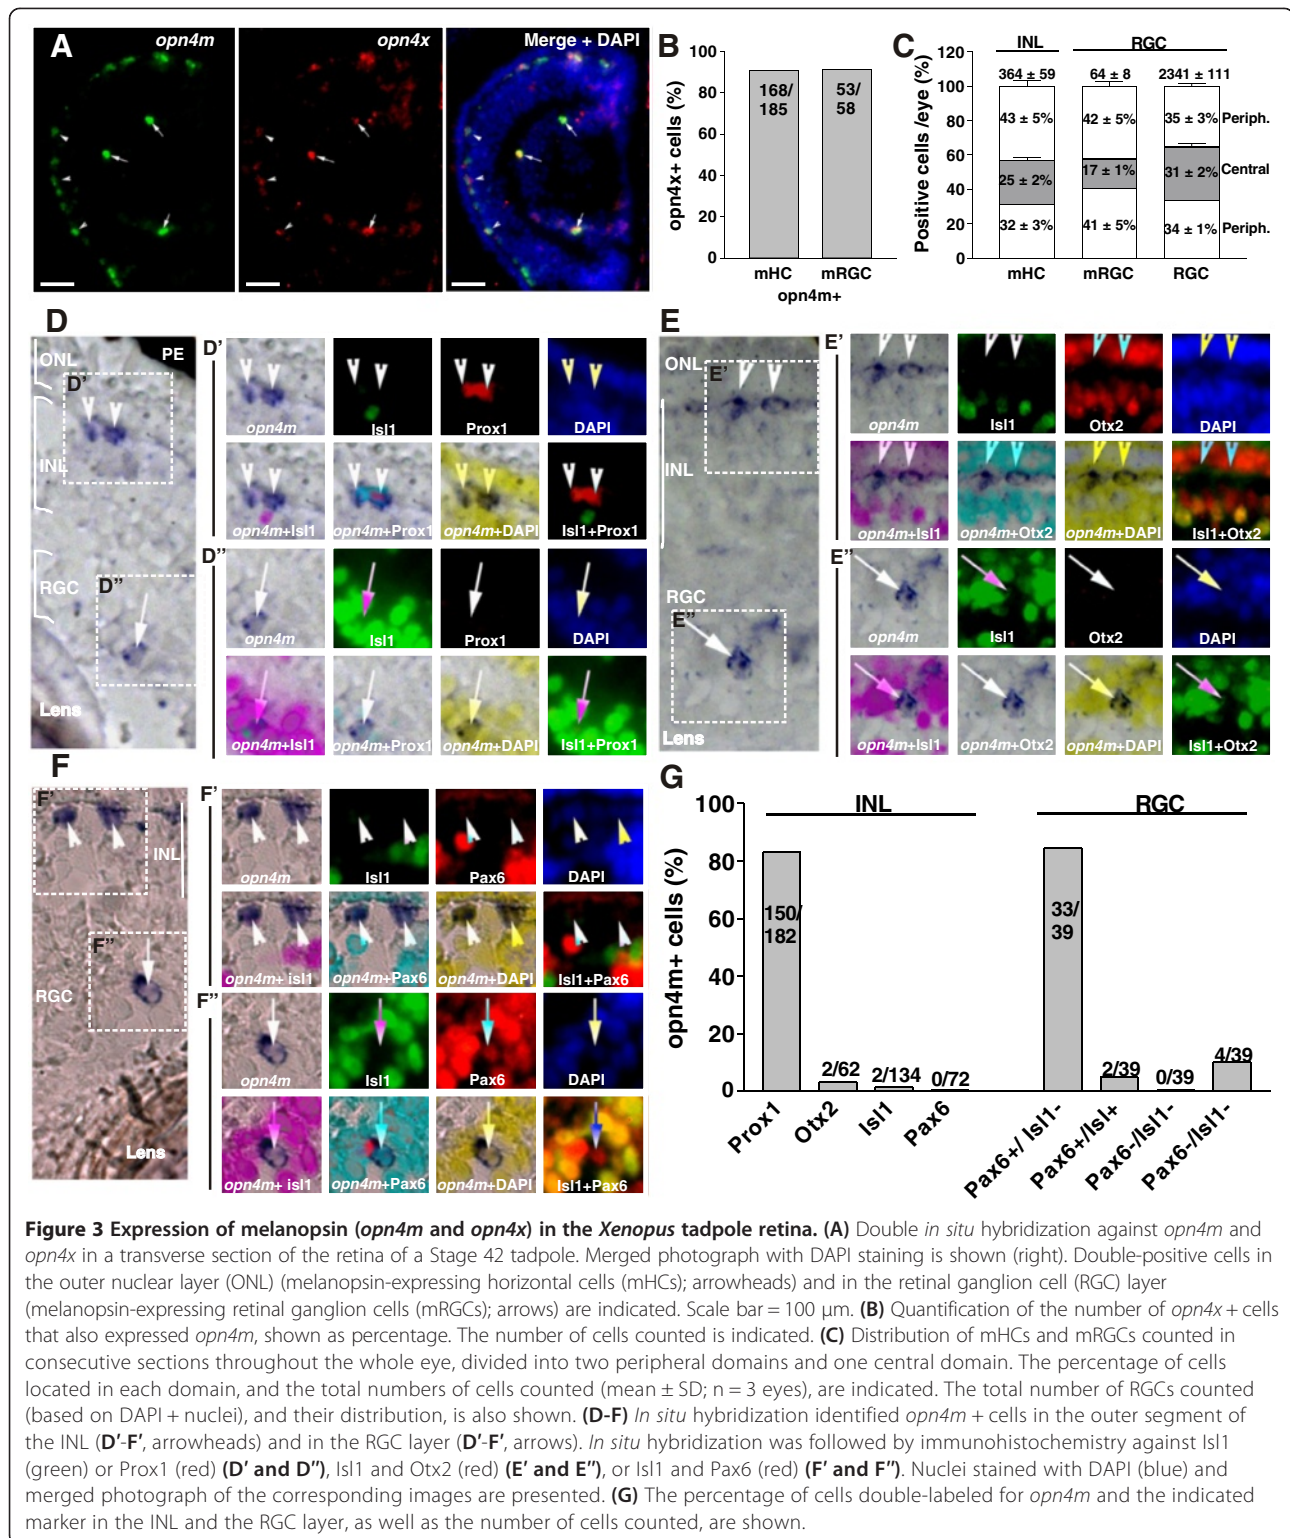 A
opn4m
opn4x
Merge + DAPI
B
opn4x+ cells (%)
100
80
60
40
20
0
168/
185
53/
58
mHC
mRGC
opn4m+
C
Positive cells /eye (%)
120
100
80
60
40
20
0
INL
RGC
364 ± 59
64 ± 8
2341 ± 111
43 ± 5%
42 ± 5%
35 ± 3%
Periph.
25 ± 2%
17 ± 1%
31 ± 2%
Central
32 ± 3%
41 ± 5%
34 ± 1%
Periph.
mHC
mRGC
RGC
D
ONL
PE
D'
INL
RGC
D''
Lens
D'
opn4m
Isl1
Prox1
DAPI
opn4m+Isl1
opn4m+Prox1
opn4m+DAPI
Isl1+Prox1
D''
opn4m
Isl1
Prox1
DAPI
opn4m+Isl1
opn4m+Prox1
opn4m+DAPI
Isl1+Prox1
E
ONL
E'
INL
RGC
E''
Lens
E'
opn4m
Isl1
Otx2
DAPI
opn4m+Isl1
opn4m+Otx2
opn4m+DAPI
Isl1+Otx2
E''
opn4m
Isl1
Otx2
DAPI
opn4m+Isl1
opn4m+Otx2
opn4m+DAPI
Isl1+Otx2
F
F'
INL
F''
RGC
Lens
F'
opn4m
Isl1
Pax6
DAPI
opn4m+ isl1
opn4m+Pax6
opn4m+DAPI
Isl1+Pax6
F''
opn4m
Isl1
Pax6
DAPI
opn4m+ isl1
opn4m+Pax6
opn4m+DAPI
Isl1+Pax6
G
opn4m+ cells (%)
100
80
60
40
20
0
INL
RGC
150/
182
2/62
2/134
0/72
33/
39
2/39
0/39
4/39
Prox1
Otx2
Isl1
Pax6
Pax6+/ Isl1-
Pax6+/Isl+
Pax6-/Isl1-
Pax6-/Isl1-
Figure 3 Expression of melanopsin (opn4m and opn4x) in the Xenopus tadpole retina. (A) Double in situ hybridization against opn4m and
opn4x in a transverse section of the retina of a Stage 42 tadpole. Merged photograph with DAPI staining is shown (right). Double-positive cells in
the outer nuclear layer (ONL) (melanopsin-expressing horizontal cells (mHCs); arrowheads) and in the retinal ganglion cell (RGC) layer
(melanopsin-expressing retinal ganglion cells (mRGCs); arrows) are indicated. Scale bar = 100 μm. (B) Quantification of the number of opn4x + cells
that also expressed opn4m, shown as percentage. The number of cells counted is indicated. (C) Distribution of mHCs and mRGCs counted in
consecutive sections throughout the whole eye, divided into two peripheral domains and one central domain. The percentage of cells
located in each domain, and the total numbers of cells counted (mean ± SD; n = 3 eyes), are indicated. The total number of RGCs counted
(based on DAPI + nuclei), and their distribution, is also shown. (D-F) In situ hybridization identified opn4m + cells in the outer segment of
the INL (D′-F′, arrowheads) and in the RGC layer (D′-F′, arrows). In situ hybridization was followed by immunohistochemistry against Isl1
(green) or Prox1 (red) (D′ and D″), Isl1 and Otx2 (red) (E′ and E″), or Isl1 and Pax6 (red) (F′ and F″). Nuclei stained with DAPI (blue) and
merged photograph of the corresponding images are presented. (G) The percentage of cells double-labeled for opn4m and the indicated
marker in the INL and the RGC layer, as well as the number of cells counted, are shown.